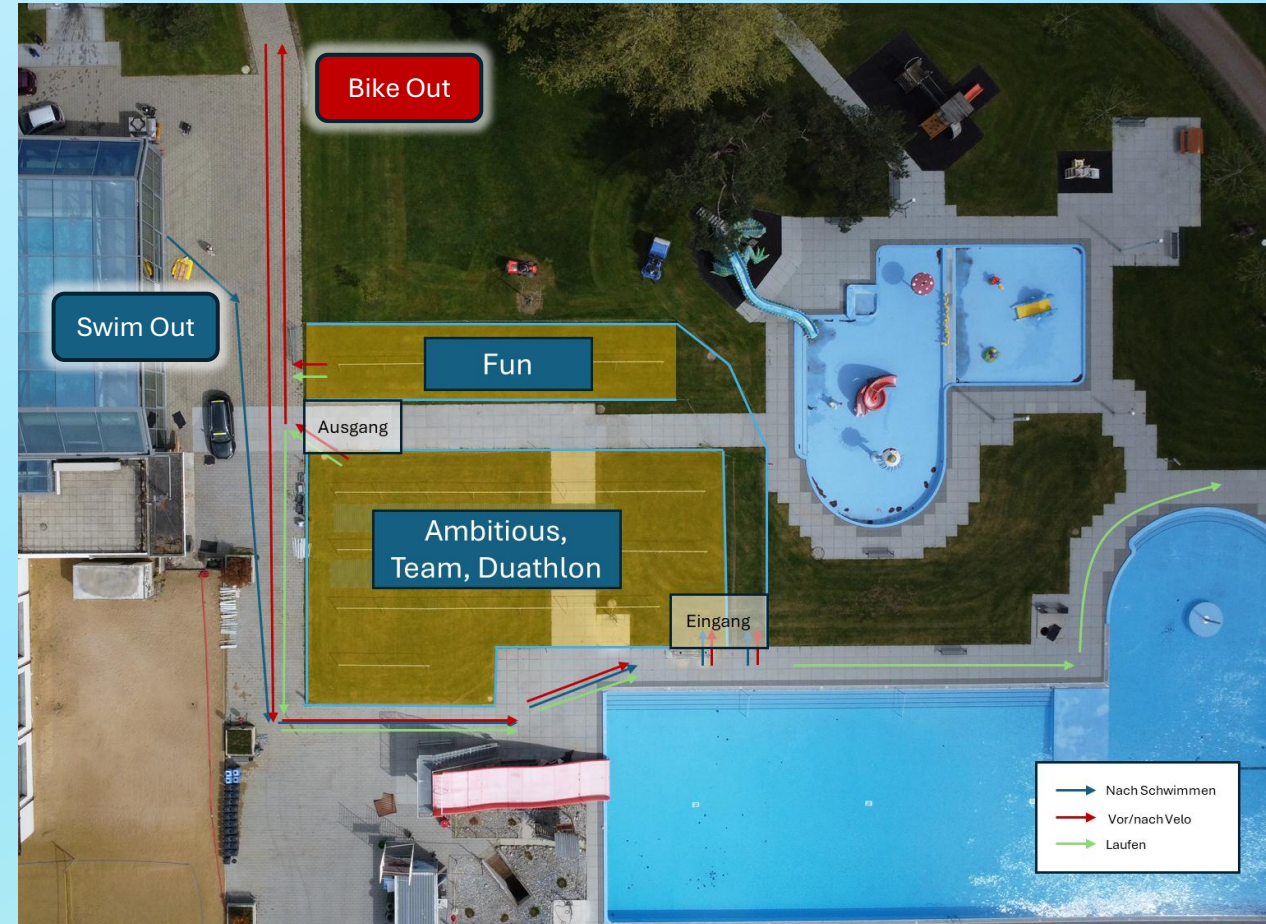 Bike Out
Swim Out
Fun
Ausgang
Ambitious,
Team, Duathlon
Eingang
Nach Schwimmen
Vor/nach Velo
Laufen